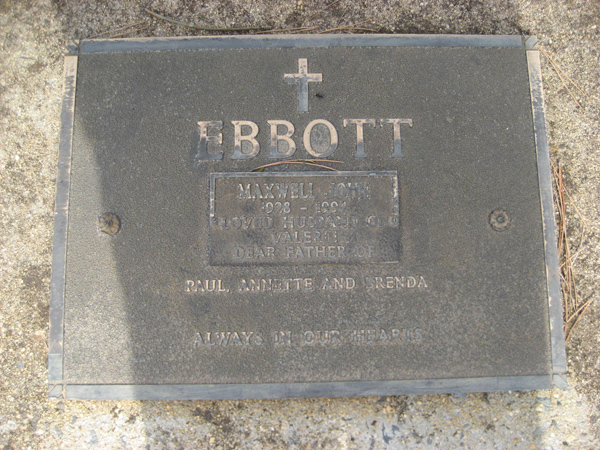 EBBOTT
MAXWELL JOHN
1928 - 1994
LOVED HUSBAND OF
VALERIE
DEAR FATHER OF
PAUL, ANNETTE AND BRENDA
ALWAYS IN OUR HEARTS